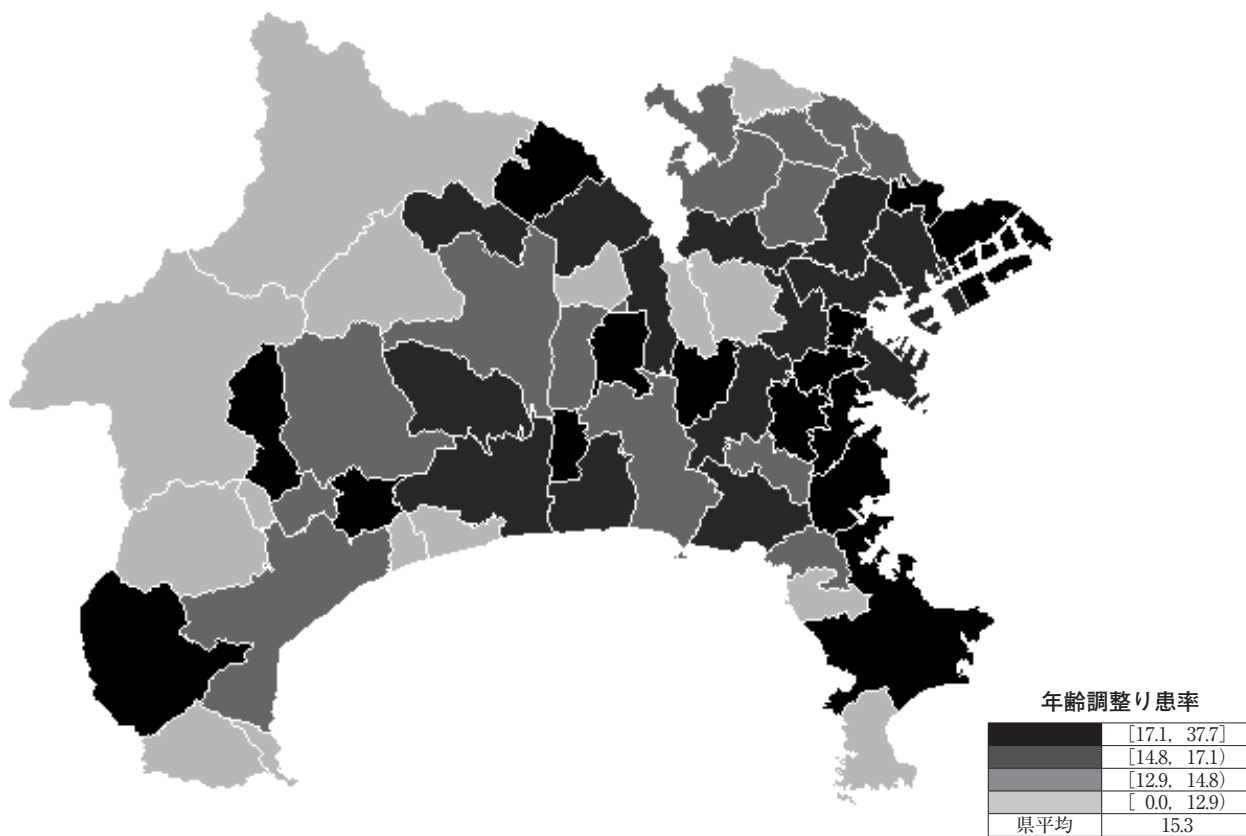 年齢調整り患率
[17.1, 37.7]
[14.8, 17.1)
[12.9, 14.8)
[ 0.0, 12.9)
県平均 15.3